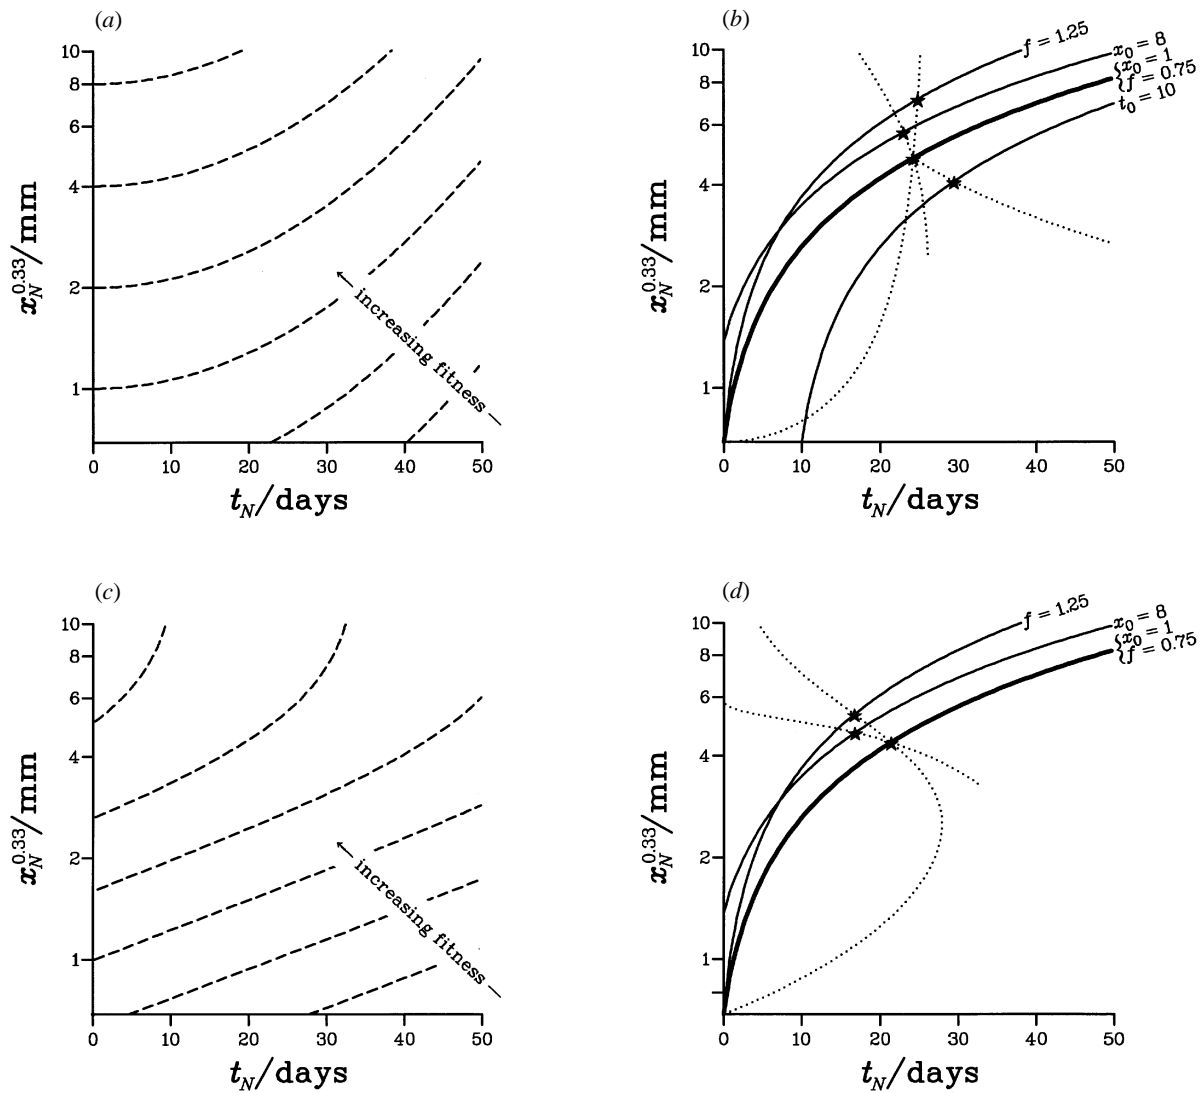 (a)
10
8
6
4
2
1
x_N^0.33/mm
increasing fitness
0 10 20 30 40 50
t_N/days
(b)
10
8
6
4
2
1
x_N^0.33/mm
f = 1.25
x_0 = 8
x_0 = 1
f = 0.75
t_0 = 10
0 10 20 30 40 50
t_N/days
(c)
10
8
6
4
2
1
x_N^0.33/mm
increasing fitness
0 10 20 30 40 50
t_N/days
(d)
10
8
6
4
2
1
x_N^0.33/mm
f = 1.25
x_0 = 8
x_0 = 1
f = 0.75
0 10 20 30 40 50
t_N/days